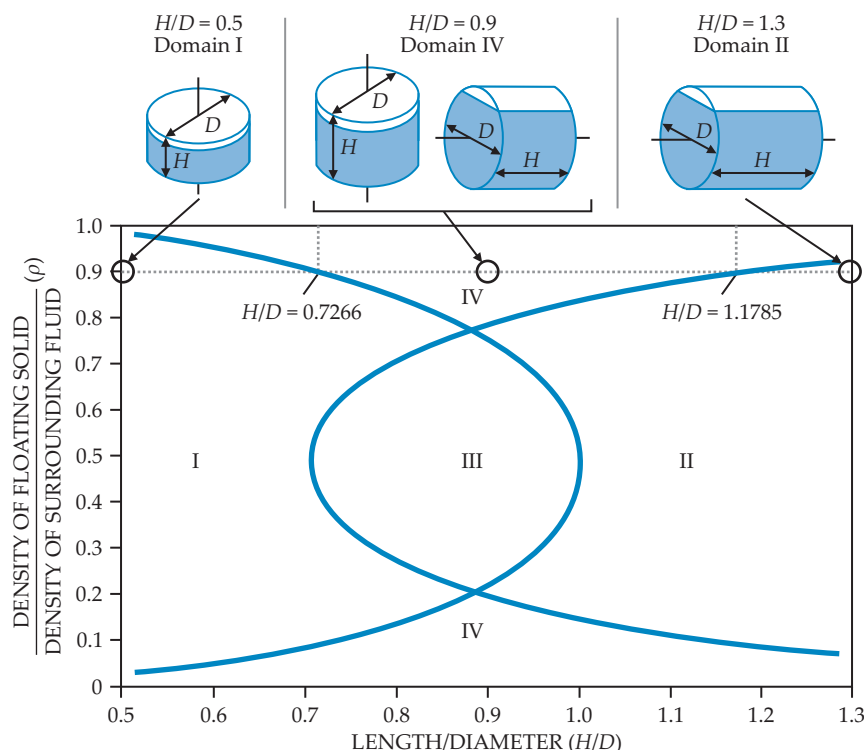 H/D = 0.5
Domain I
H/D = 0.9
Domain IV
H/D = 1.3
Domain II
D
H
D
H
D
H
D
H
DENSITY OF FLOATING SOLID
DENSITY OF SURROUNDING FLUID
(ρ)
1.0
0.9
0.8
0.7
0.6
0.5
0.4
0.3
0.2
0.1
0
IV
H/D = 0.7266
H/D = 1.1785
I
III
II
IV
0.5
0.6
0.7
0.8
0.9
1.0
1.1
1.2
1.3
LENGTH/DIAMETER (H/D)